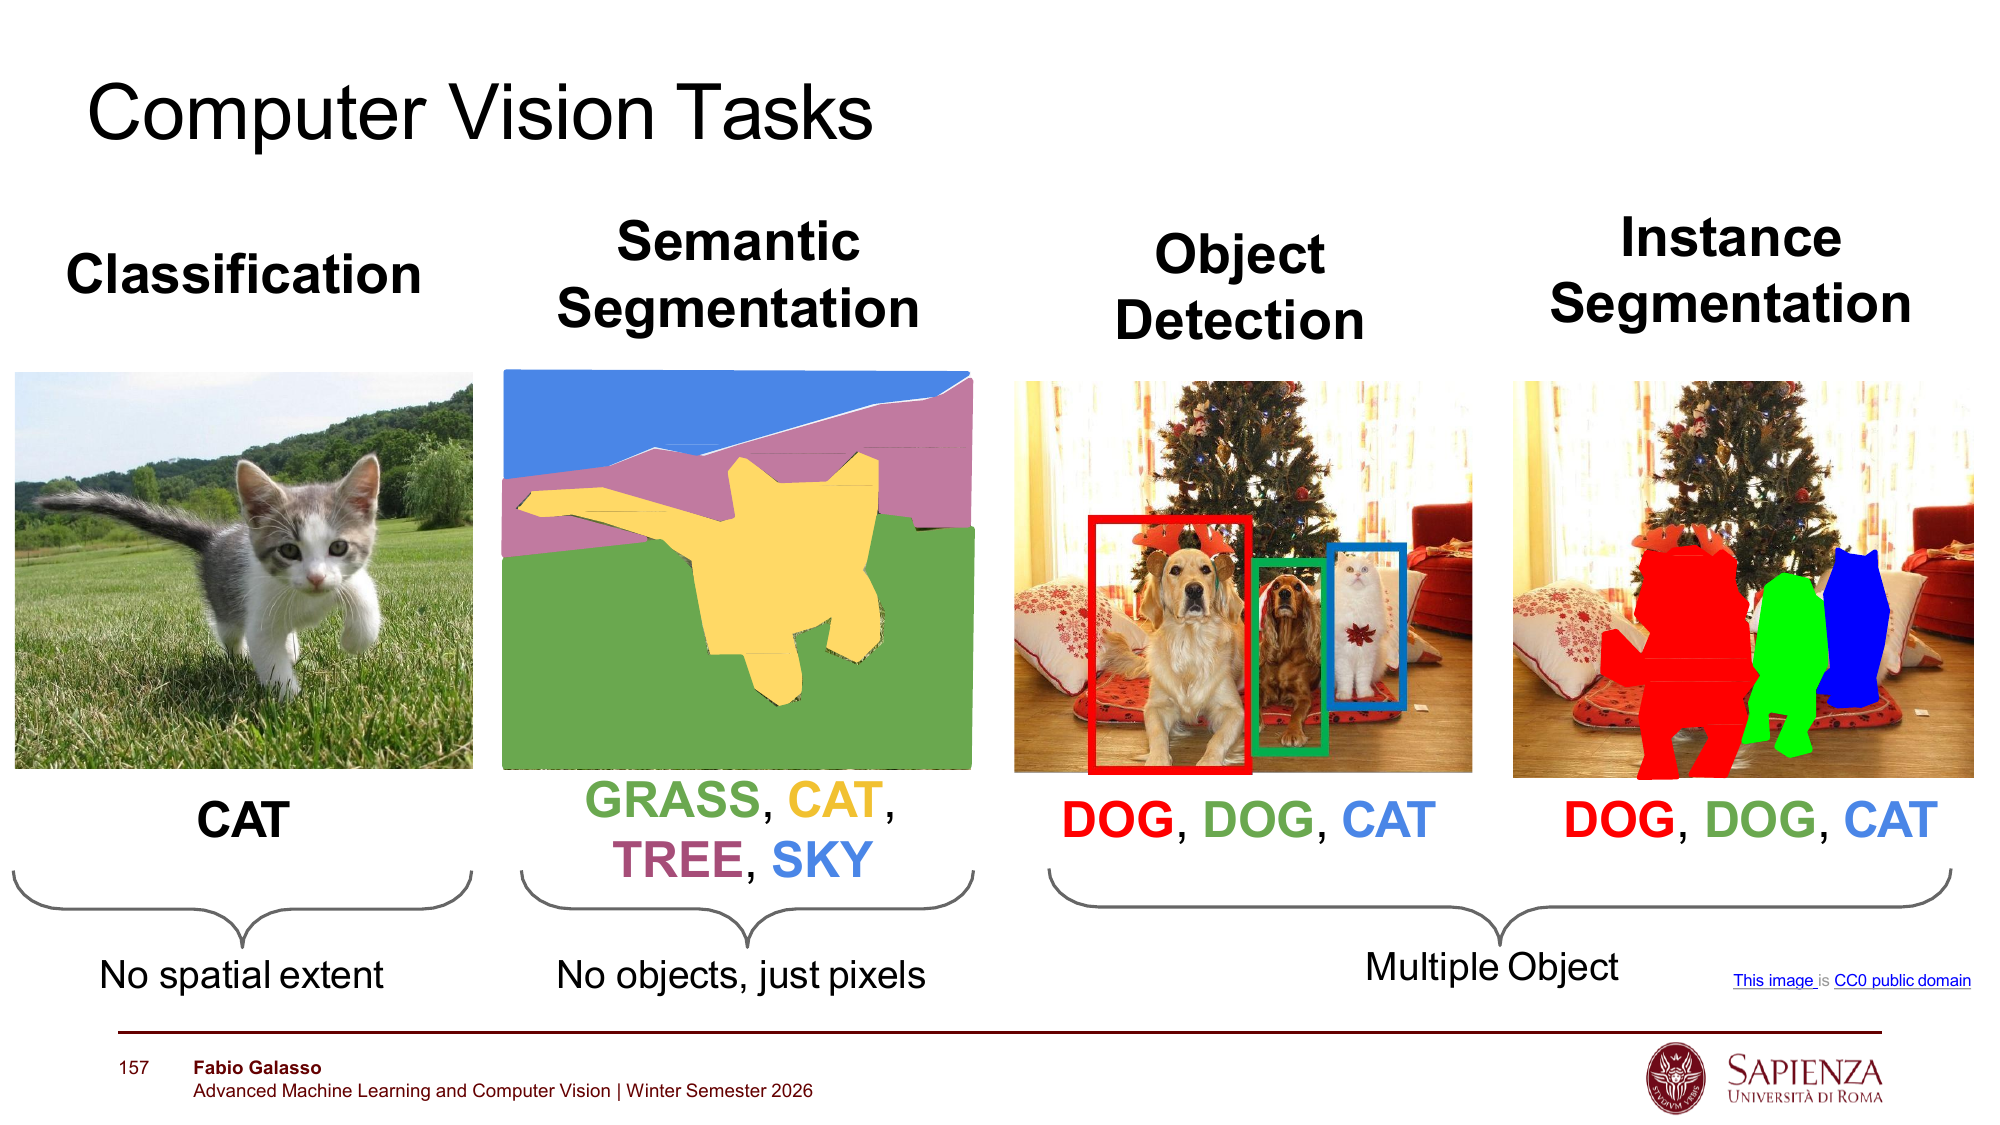 Computer Vision Tasks
Classification
Semantic
Segmentation
Object
Detection
Instance
Segmentation
CAT
GRASS, CAT,
TREE, SKY
DOG, DOG, CAT
DOG, DOG, CAT
No spatial extent
No objects, just pixels
Multiple Object
This image is CC0 public domain
157
Fabio Galasso
Advanced Machine Learning and Computer Vision | Winter Semester 2026
SAPIENZA
UNIVERSITÀ DI ROMA